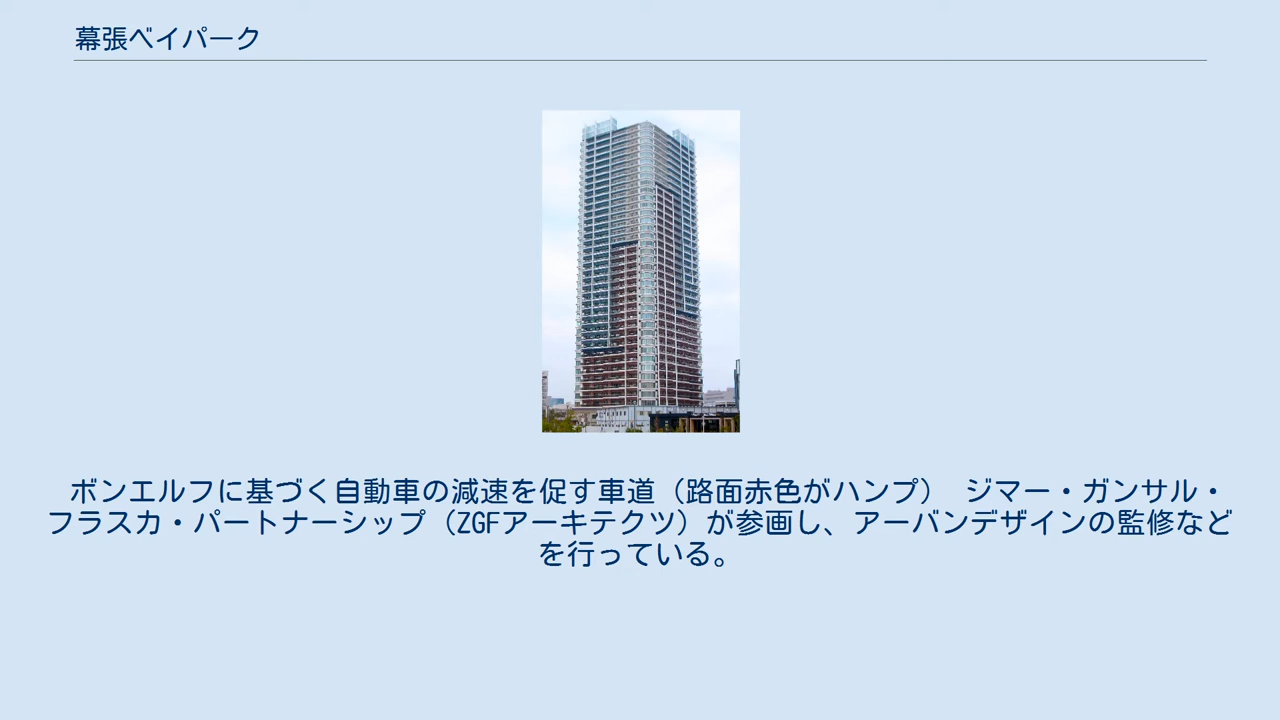 幕張ベイパーク
ボンエルフに基づく自動車の減速を促す車道（路面赤色がハンプ） ジマー・ガンサル・
フラスカ・パートナーシップ（ZGFアーキテクツ）が参画し、アーバンデザインの監修など
を行っている。